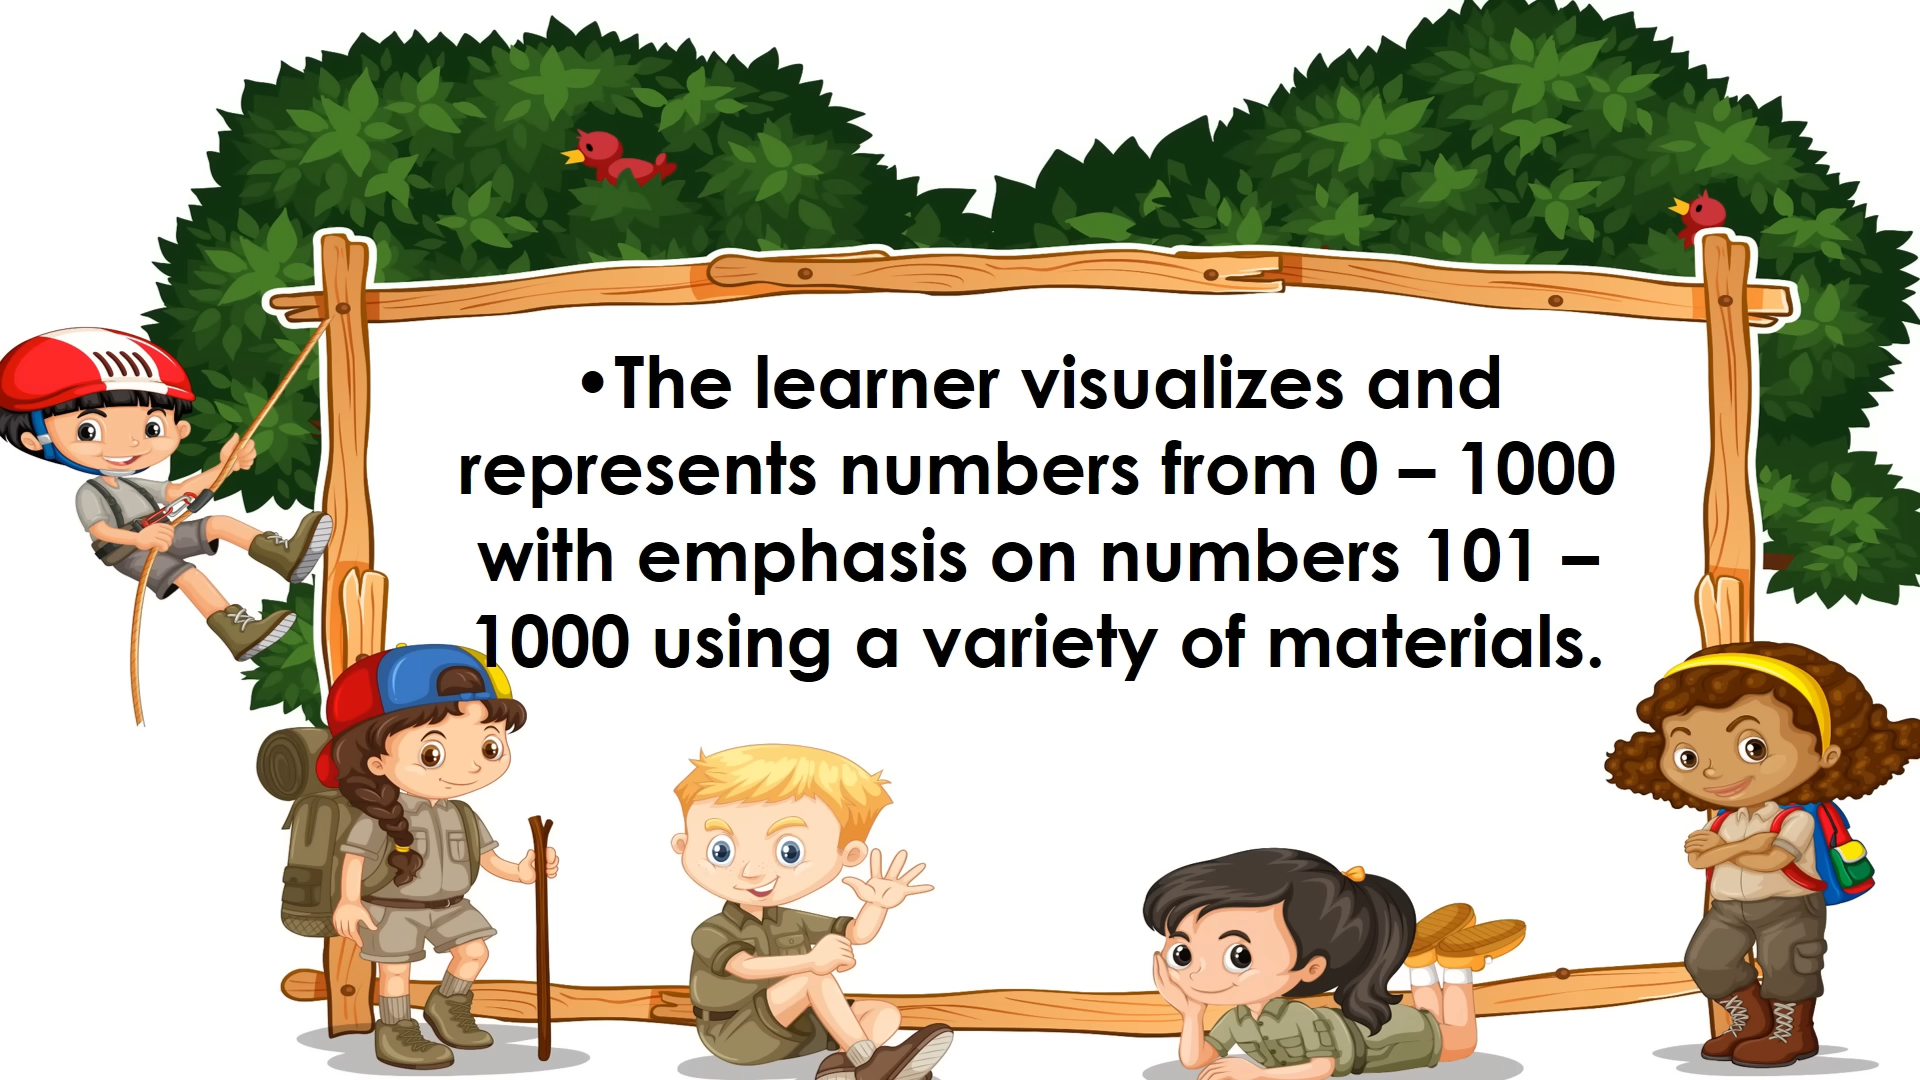 •The learner visualizes and
represents numbers from 0 – 1000
with emphasis on numbers 101 –
1000 using a variety of materials.